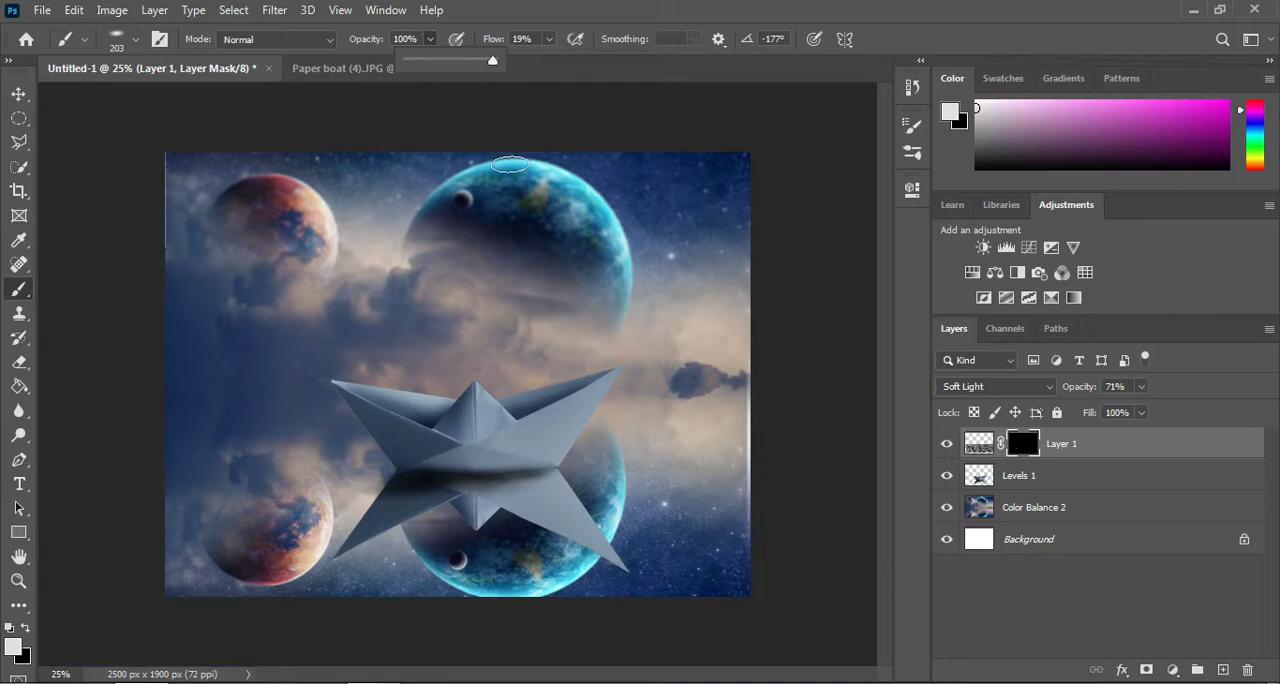 Ps File Edit Image Layer Type Select Filter 3D View Window Help
203 Mode: Normal Opacity: 100% Flow: 19% Smoothing: -177°
Untitled-1 @ 25% (Layer 1, Layer Mask/8) * × Paper boat (4).JPG @
Color Swatches Gradients Patterns
Learn Libraries Adjustments
Add an adjustment
Layers Channels Paths
Kind
Soft Light Opacity: 71%
Lock: Fill: 100%
Layer 1
Levels 1
Color Balance 2
Background
25% 2500 px x 1900 px (72 ppi)
fx